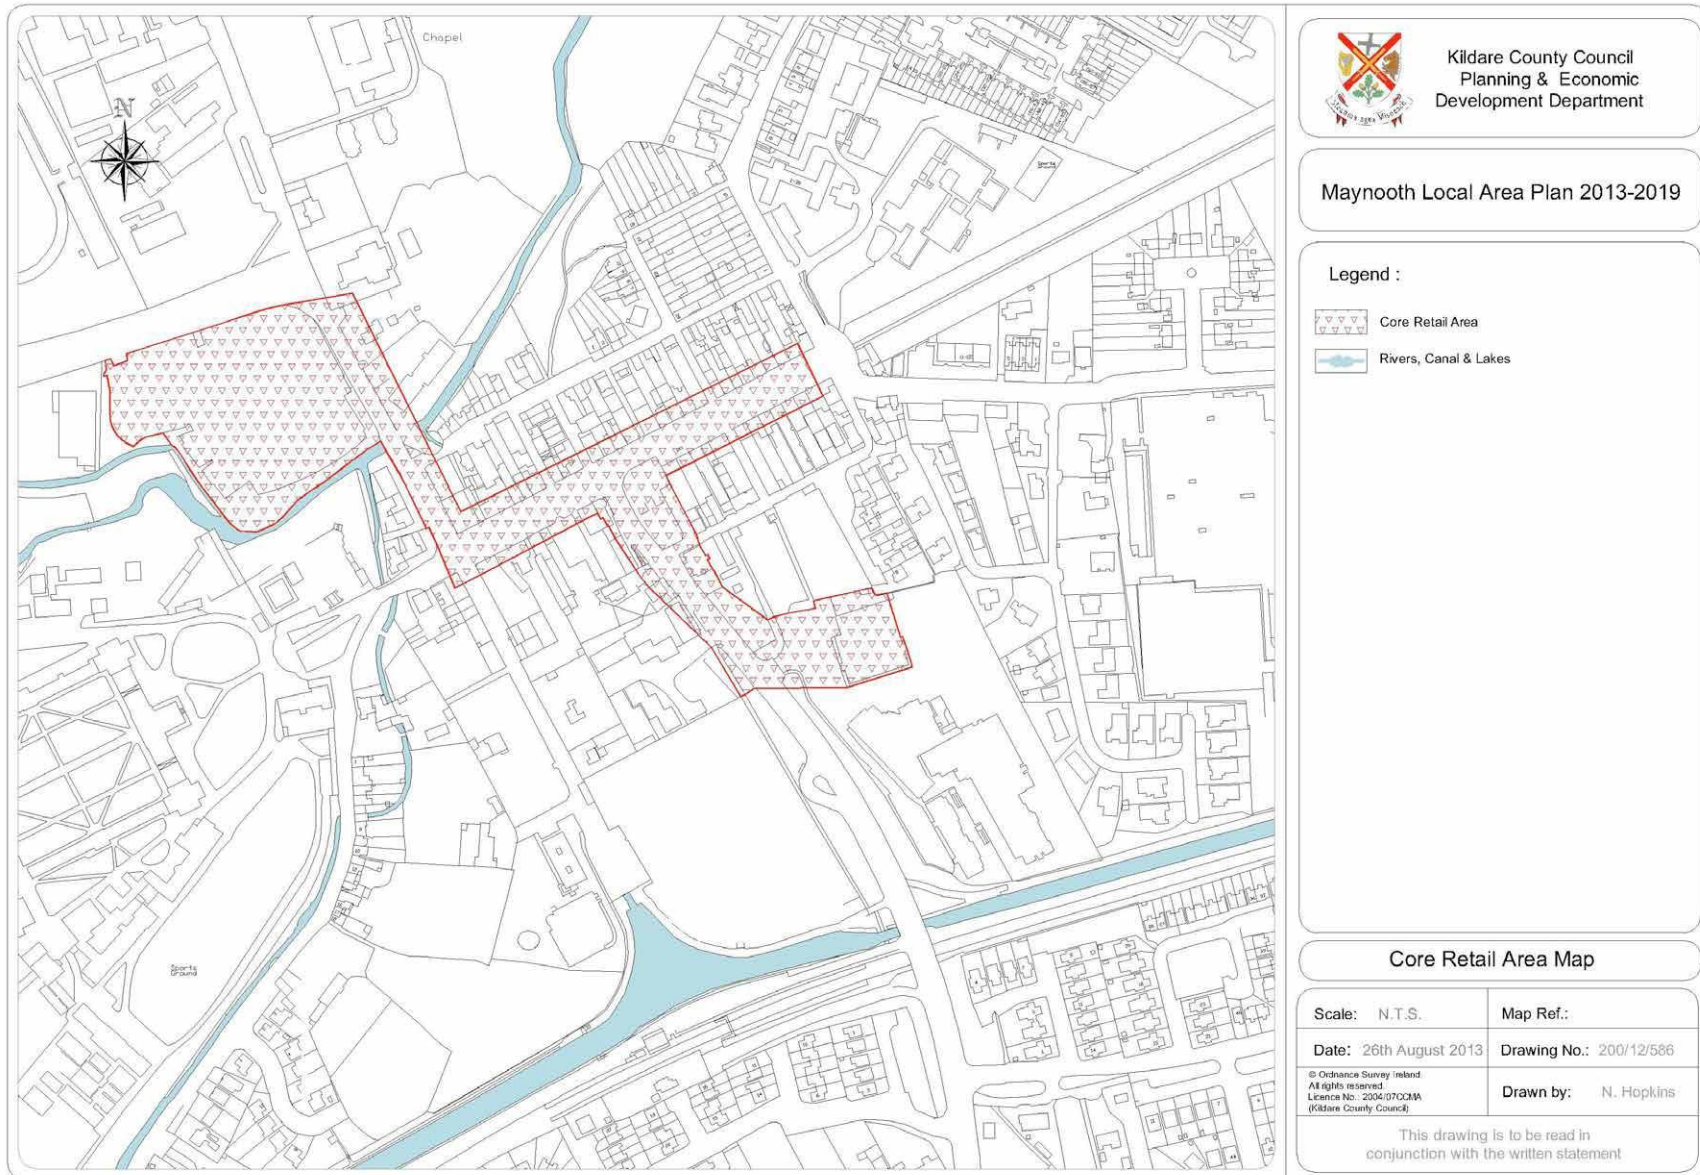 Chapel
N
Sports
Ground
Sports
Ground
Kildare County Council
Planning & Economic
Development Department
Maynooth Local Area Plan 2013-2019
Legend :
Core Retail Area
Rivers, Canal & Lakes
Core Retail Area Map
Scale: N.T.S.
Map Ref.:
Date: 26th August 2013
Drawing No.: 200/12/586
© Ordnance Survey Ireland.
All rights reserved.
Licence No.: 2004/07CCMA
(Kildare County Council)
Drawn by: N. Hopkins
This drawing is to be read in
conjunction with the written statement